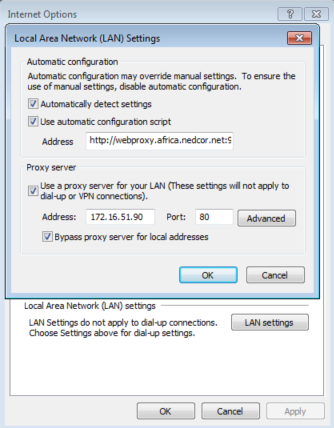 Internet Options
Local Area Network (LAN) Settings
Automatic configuration
Automatic configuration may override manual settings. To ensure the
use of manual settings, disable automatic configuration.
Automatically detect settings
Use automatic configuration script
Address http://webproxy.africa.nedcor.net:9
Proxy server
Use a proxy server for your LAN (These settings will not apply to
dial-up or VPN connections).
Address: 172.16.51.90 Port: 80 Advanced
Bypass proxy server for local addresses
OK Cancel
Local Area Network (LAN) settings
LAN Settings do not apply to dial-up connections. LAN settings
Choose Settings above for dial-up settings.
OK Cancel Apply